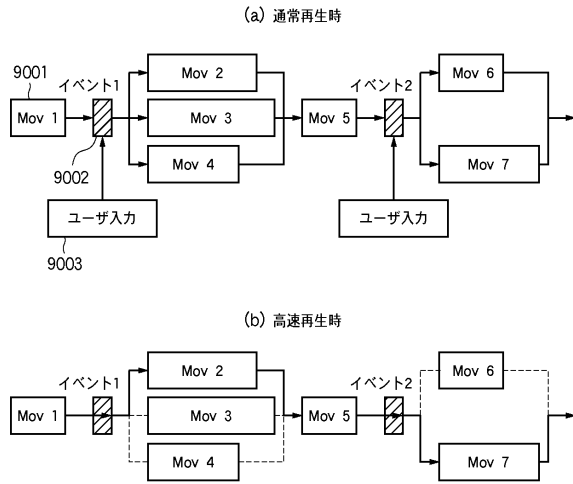 (a) 通常再生時
9001
イベント1
Mov 1
Mov 2
Mov 3
Mov 4
Mov 5
イベント2
Mov 6
Mov 7
9002
ユーザ入力
9003
ユーザ入力
(b) 高速再生時
イベント1
Mov 1
Mov 2
Mov 3
Mov 4
Mov 5
イベント2
Mov 6
Mov 7